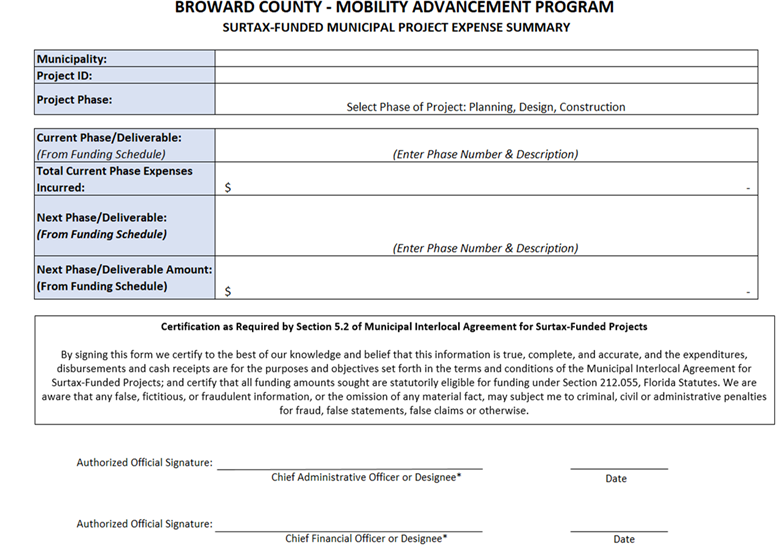 BROWARD COUNTY - MOBILITY ADVANCEMENT PROGRAM
SURTAX-FUNDED MUNICIPAL PROJECT EXPENSE SUMMARY
Municipality:
Project ID:
Project Phase:
Select Phase of Project: Planning, Design, Construction
Current Phase/Deliverable:
(From Funding Schedule)
(Enter Phase Number & Description)
Total Current Phase Expenses
Incurred:
$ -
Next Phase/Deliverable:
(From Funding Schedule)
(Enter Phase Number & Description)
Next Phase/Deliverable Amount:
(From Funding Schedule)
$ -
Certification as Required by Section 5.2 of Municipal Interlocal Agreement for Surtax-Funded Projects
By signing this form we certify to the best of our knowledge and belief that this information is true, complete, and accurate, and the expenditures,
disbursements and cash receipts are for the purposes and objectives set forth in the terms and conditions of the Municipal Interlocal Agreement for
Surtax-Funded Projects; and certify that all funding amounts sought are statutorily eligible for funding under Section 212.055, Florida Statutes. We are
aware that any false, fictitious, or fraudulent information, or the omission of any material fact, may subject me to criminal, civil or administrative penalties
for fraud, false statements, false claims or otherwise.
Authorized Official Signature:
Chief Administrative Officer or Designee* Date
Authorized Official Signature:
Chief Financial Officer or Designee* Date